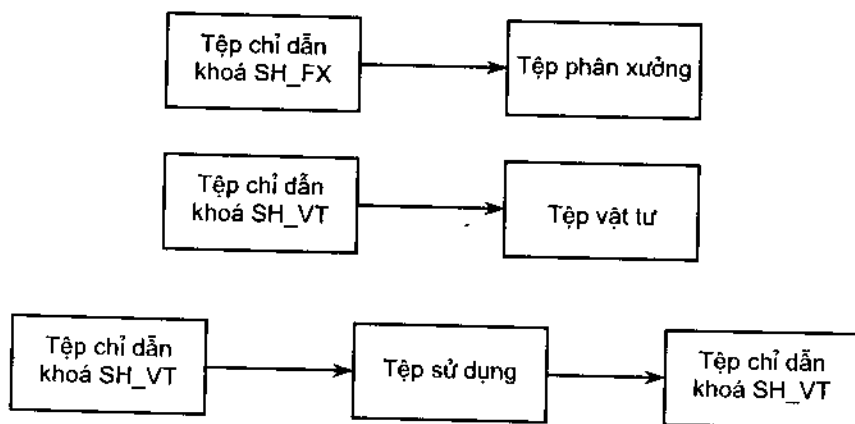 Tệp chỉ dẫn
khoá SH_FX
Tệp phân xưởng
Tệp chỉ dẫn
khoá SH_VT
Tệp vật tư
Tệp chỉ dẫn
khoá SH_VT
Tệp sử dụng
Tệp chỉ dẫn
khoá SH_VT